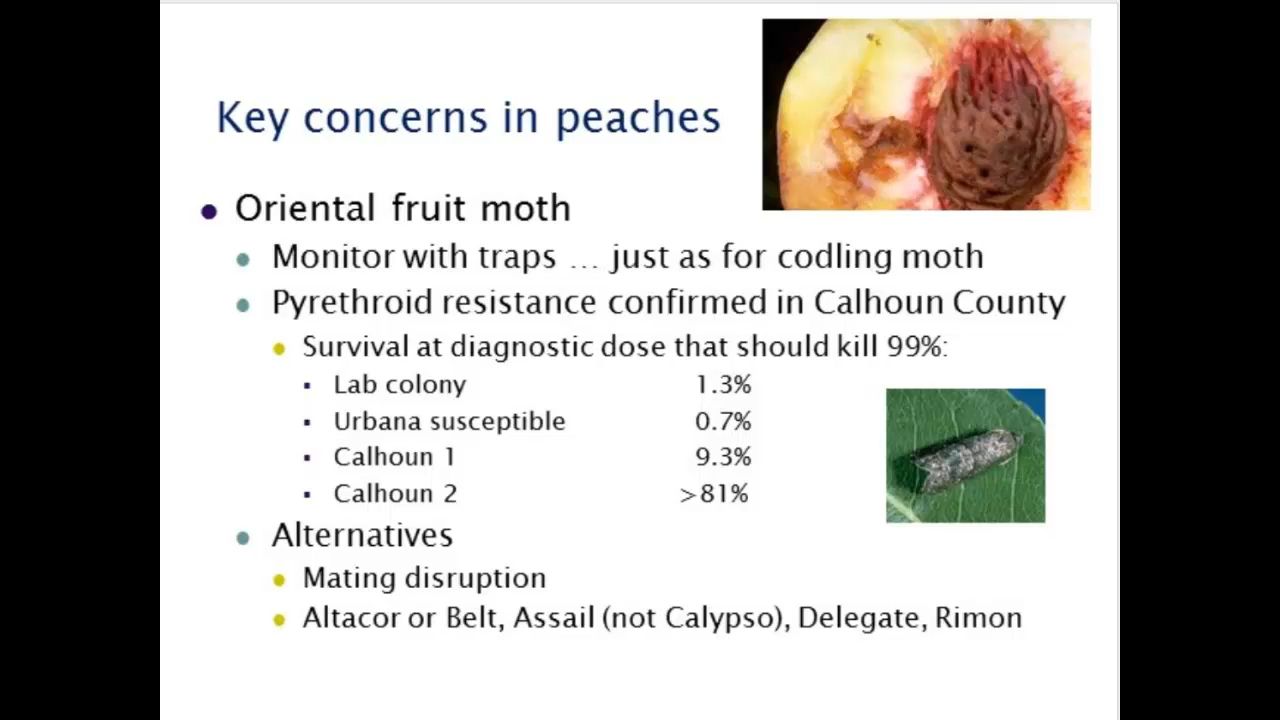 Key concerns in peaches
Oriental fruit moth
Monitor with traps … just as for codling moth
Pyrethroid resistance confirmed in Calhoun County
Survival at diagnostic dose that should kill 99%:
Lab colony 1.3%
Urbana susceptible 0.7%
Calhoun 1 9.3%
Calhoun 2 >81%
Alternatives
Mating disruption
Altacor or Belt, Assail (not Calypso), Delegate, Rimon